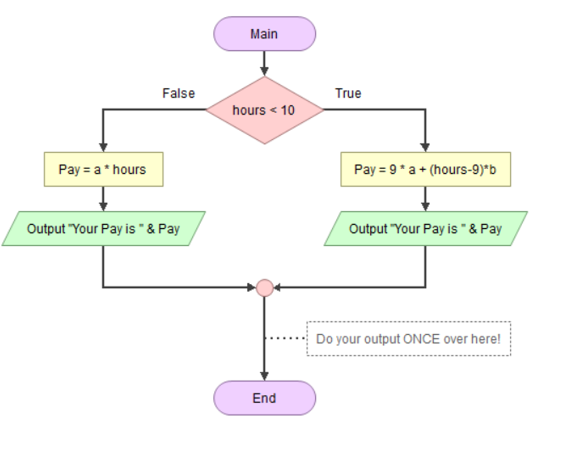 Main
False
True
hours < 10
Pay = a * hours
Pay = 9 * a + (hours-9)*b
Output "Your Pay is " & Pay
Output "Your Pay is " & Pay
Do your output ONCE over here!
End